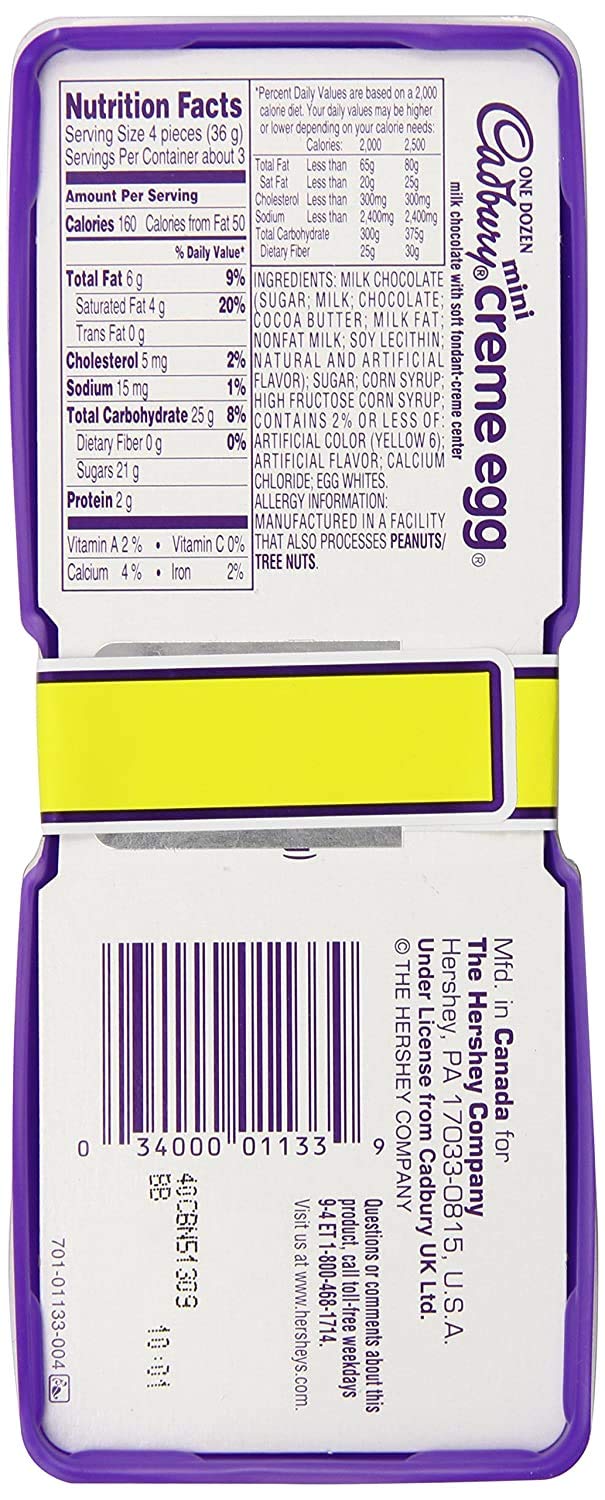 Nutrition Facts
Serving Size 4 pieces (36 g)
Servings Per Container about 3
Amount Per Serving
Calories 160 Calories from Fat 50
% Daily Value*
Total Fat 6 g 9%
Saturated Fat 4 g 20%
Trans Fat 0 g
Cholesterol 5 mg 2%
Sodium 15 mg 1%
Total Carbohydrate 25 g 8%
Dietary Fiber 0 g 0%
Sugars 21 g
Protein 2 g
Vitamin A 2 % • Vitamin C 0%
Calcium 4 % • Iron 2%
*Percent Daily Values are based on a 2,000
calorie diet. Your daily values may be higher
or lower depending on your calorie needs:
Calories: 2,000 2,500
Total Fat Less than 65g 80g
Sat Fat Less than 20g 25g
Cholesterol Less than 300mg 300mg
Sodium Less than 2,400mg 2,400mg
Total Carbohydrate 300g 375g
Dietary Fiber 25g 30g
INGREDIENTS: MILK CHOCOLATE
(SUGAR; MILK; CHOCOLATE;
COCOA BUTTER; MILK FAT;
NONFAT MILK; SOY LECITHIN;
NATURAL AND ARTIFICIAL
FLAVOR); SUGAR; CORN SYRUP;
HIGH FRUCTOSE CORN SYRUP;
CONTAINS 2% OR LESS OF:
ARTIFICIAL COLOR (YELLOW 6);
ARTIFICIAL FLAVOR; CALCIUM
CHLORIDE; EGG WHITES.
ALLERGY INFORMATION:
MANUFACTURED IN A FACILITY
THAT ALSO PROCESSES PEANUTS/
TREE NUTS.
ONE DOZEN
mini
Cadbury® creme egg®
milk chocolate with soft fondant-creme center
Mfd. in Canada for
The Hershey Company
Hershey, PA 17033-0815, U.S.A.
Under License from Cadbury UK Ltd.
© THE HERSHEY COMPANY
0 34000 01133 9
Questions or comments about this
product, call toll-free weekdays
9-4 ET 1-800-468-1714.
Visit us at www.hersheys.com.
BB
10:01
701-01133-004